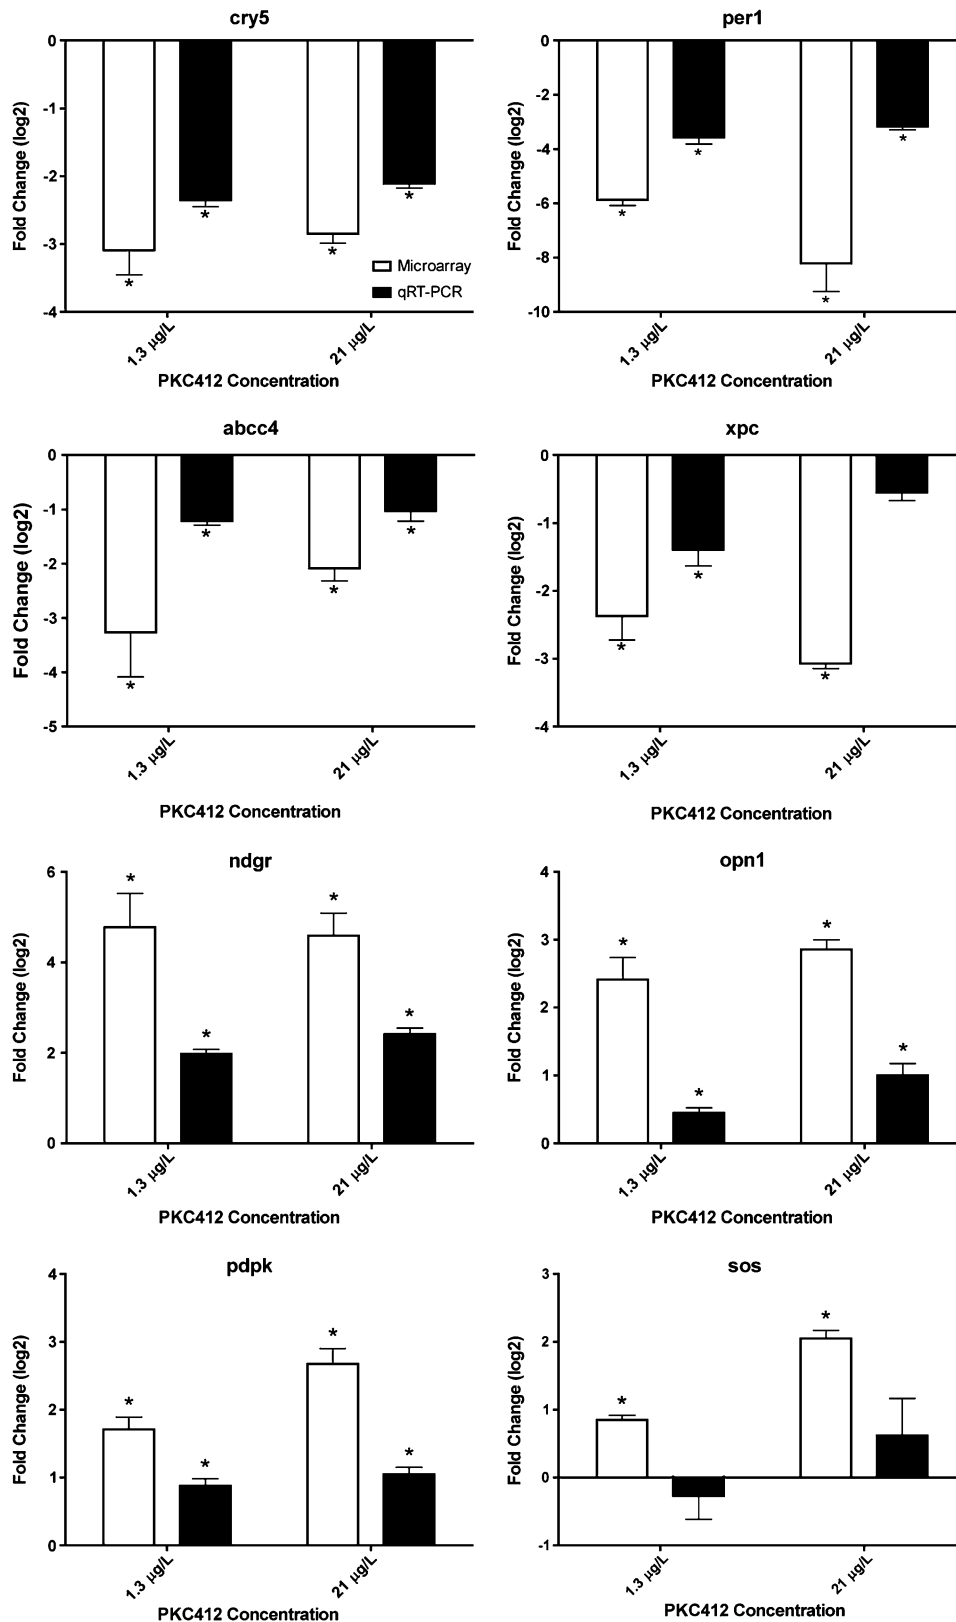 cry5
0
-1
-2
-3
-4
Fold Change (log2)
*
*
*
*
Microarray
qRT-PCR
1.3 µg/L
21 µg/L
PKC412 Concentration
per1
0
-2
-4
-6
-8
-10
Fold Change (log2)
*
*
*
*
1.3 µg/L
21 µg/L
PKC412 Concentration
abcc4
0
-1
-2
-3
-4
-5
Fold Change (log2)
*
*
*
*
1.3 µg/L
21 µg/L
PKC412 Concentration
xpc
0
-1
-2
-3
-4
Fold Change (log2)
*
*
*
1.3 µg/L
21 µg/L
PKC412 Concentration
ndgr
6
4
2
0
Fold Change (log2)
*
*
*
*
1.3 µg/L
21 µg/L
PKC412 Concentration
opn1
4
3
2
1
0
Fold Change (log2)
*
*
*
*
1.3 µg/L
21 µg/L
PKC412 Concentration
pdpk
4
3
2
1
0
Fold Change (log2)
*
*
*
*
1.3 µg/L
21 µg/L
PKC412 Concentration
sos
3
2
1
0
-1
Fold Change (log2)
*
*
1.3 µg/L
21 µg/L
PKC412 Concentration